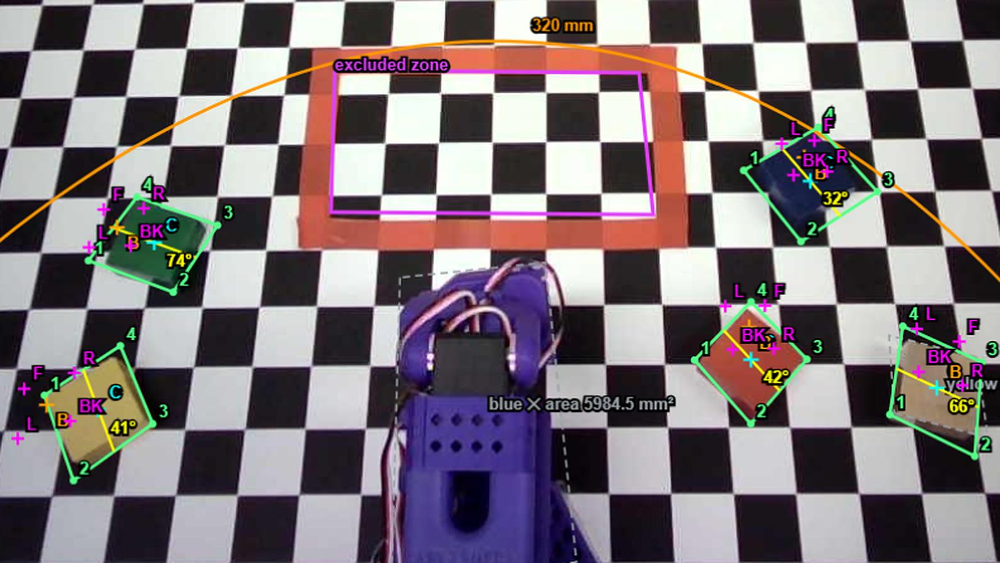 320 mm
excluded zone
4
L F
1 BK C R
B
3
32°
2
F 4 R
3
L BK C
1 B
74°
2
L 4 F
BK C R
B
1 3
42°
2
4 L
F
BK 3
B R
yellow
1 66°
2
4
R
F
1 C
BK
B 3
L 41°
2
blue ✕ area 5984.5 mm²